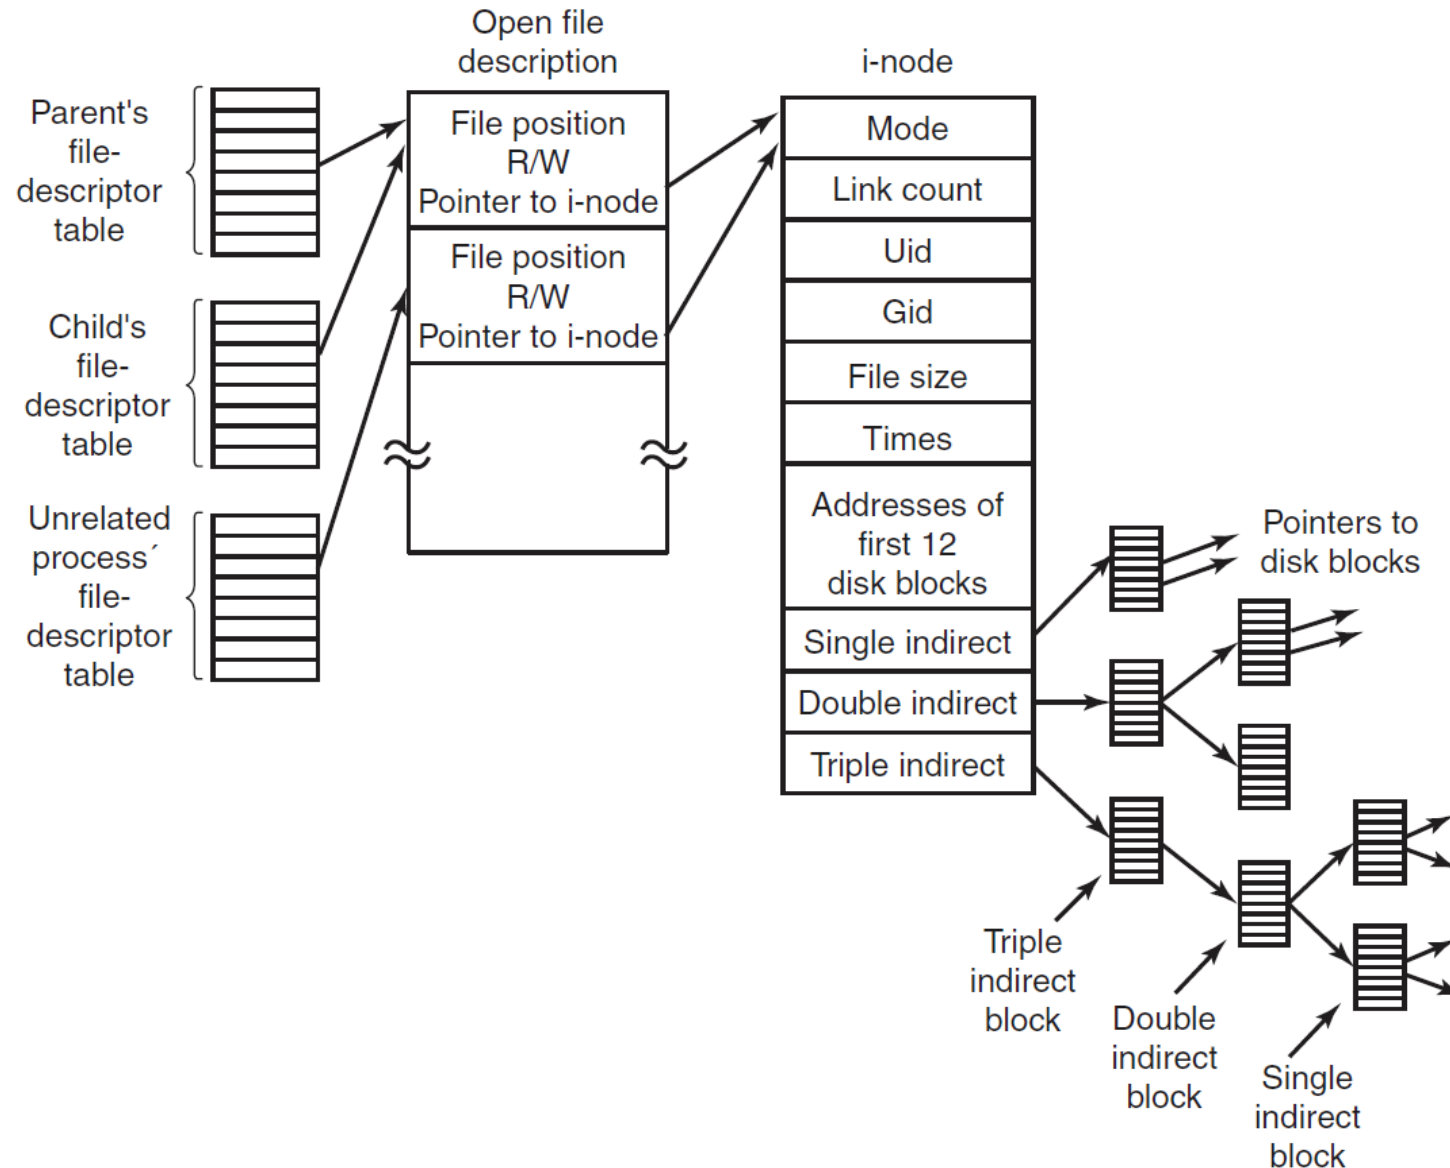 Open file
description
i-node
Parent's
file-
descriptor
table
File position
R/W
Pointer to i-node
File position
R/W
Pointer to i-node
Child's
file-
descriptor
table
Unrelated
process´
file-
descriptor
table
Mode
Link count
Uid
Gid
File size
Times
Addresses of
first 12
disk blocks
Single indirect
Double indirect
Triple indirect
Pointers to
disk blocks
Triple
indirect
block
Double
indirect
block
Single
indirect
block